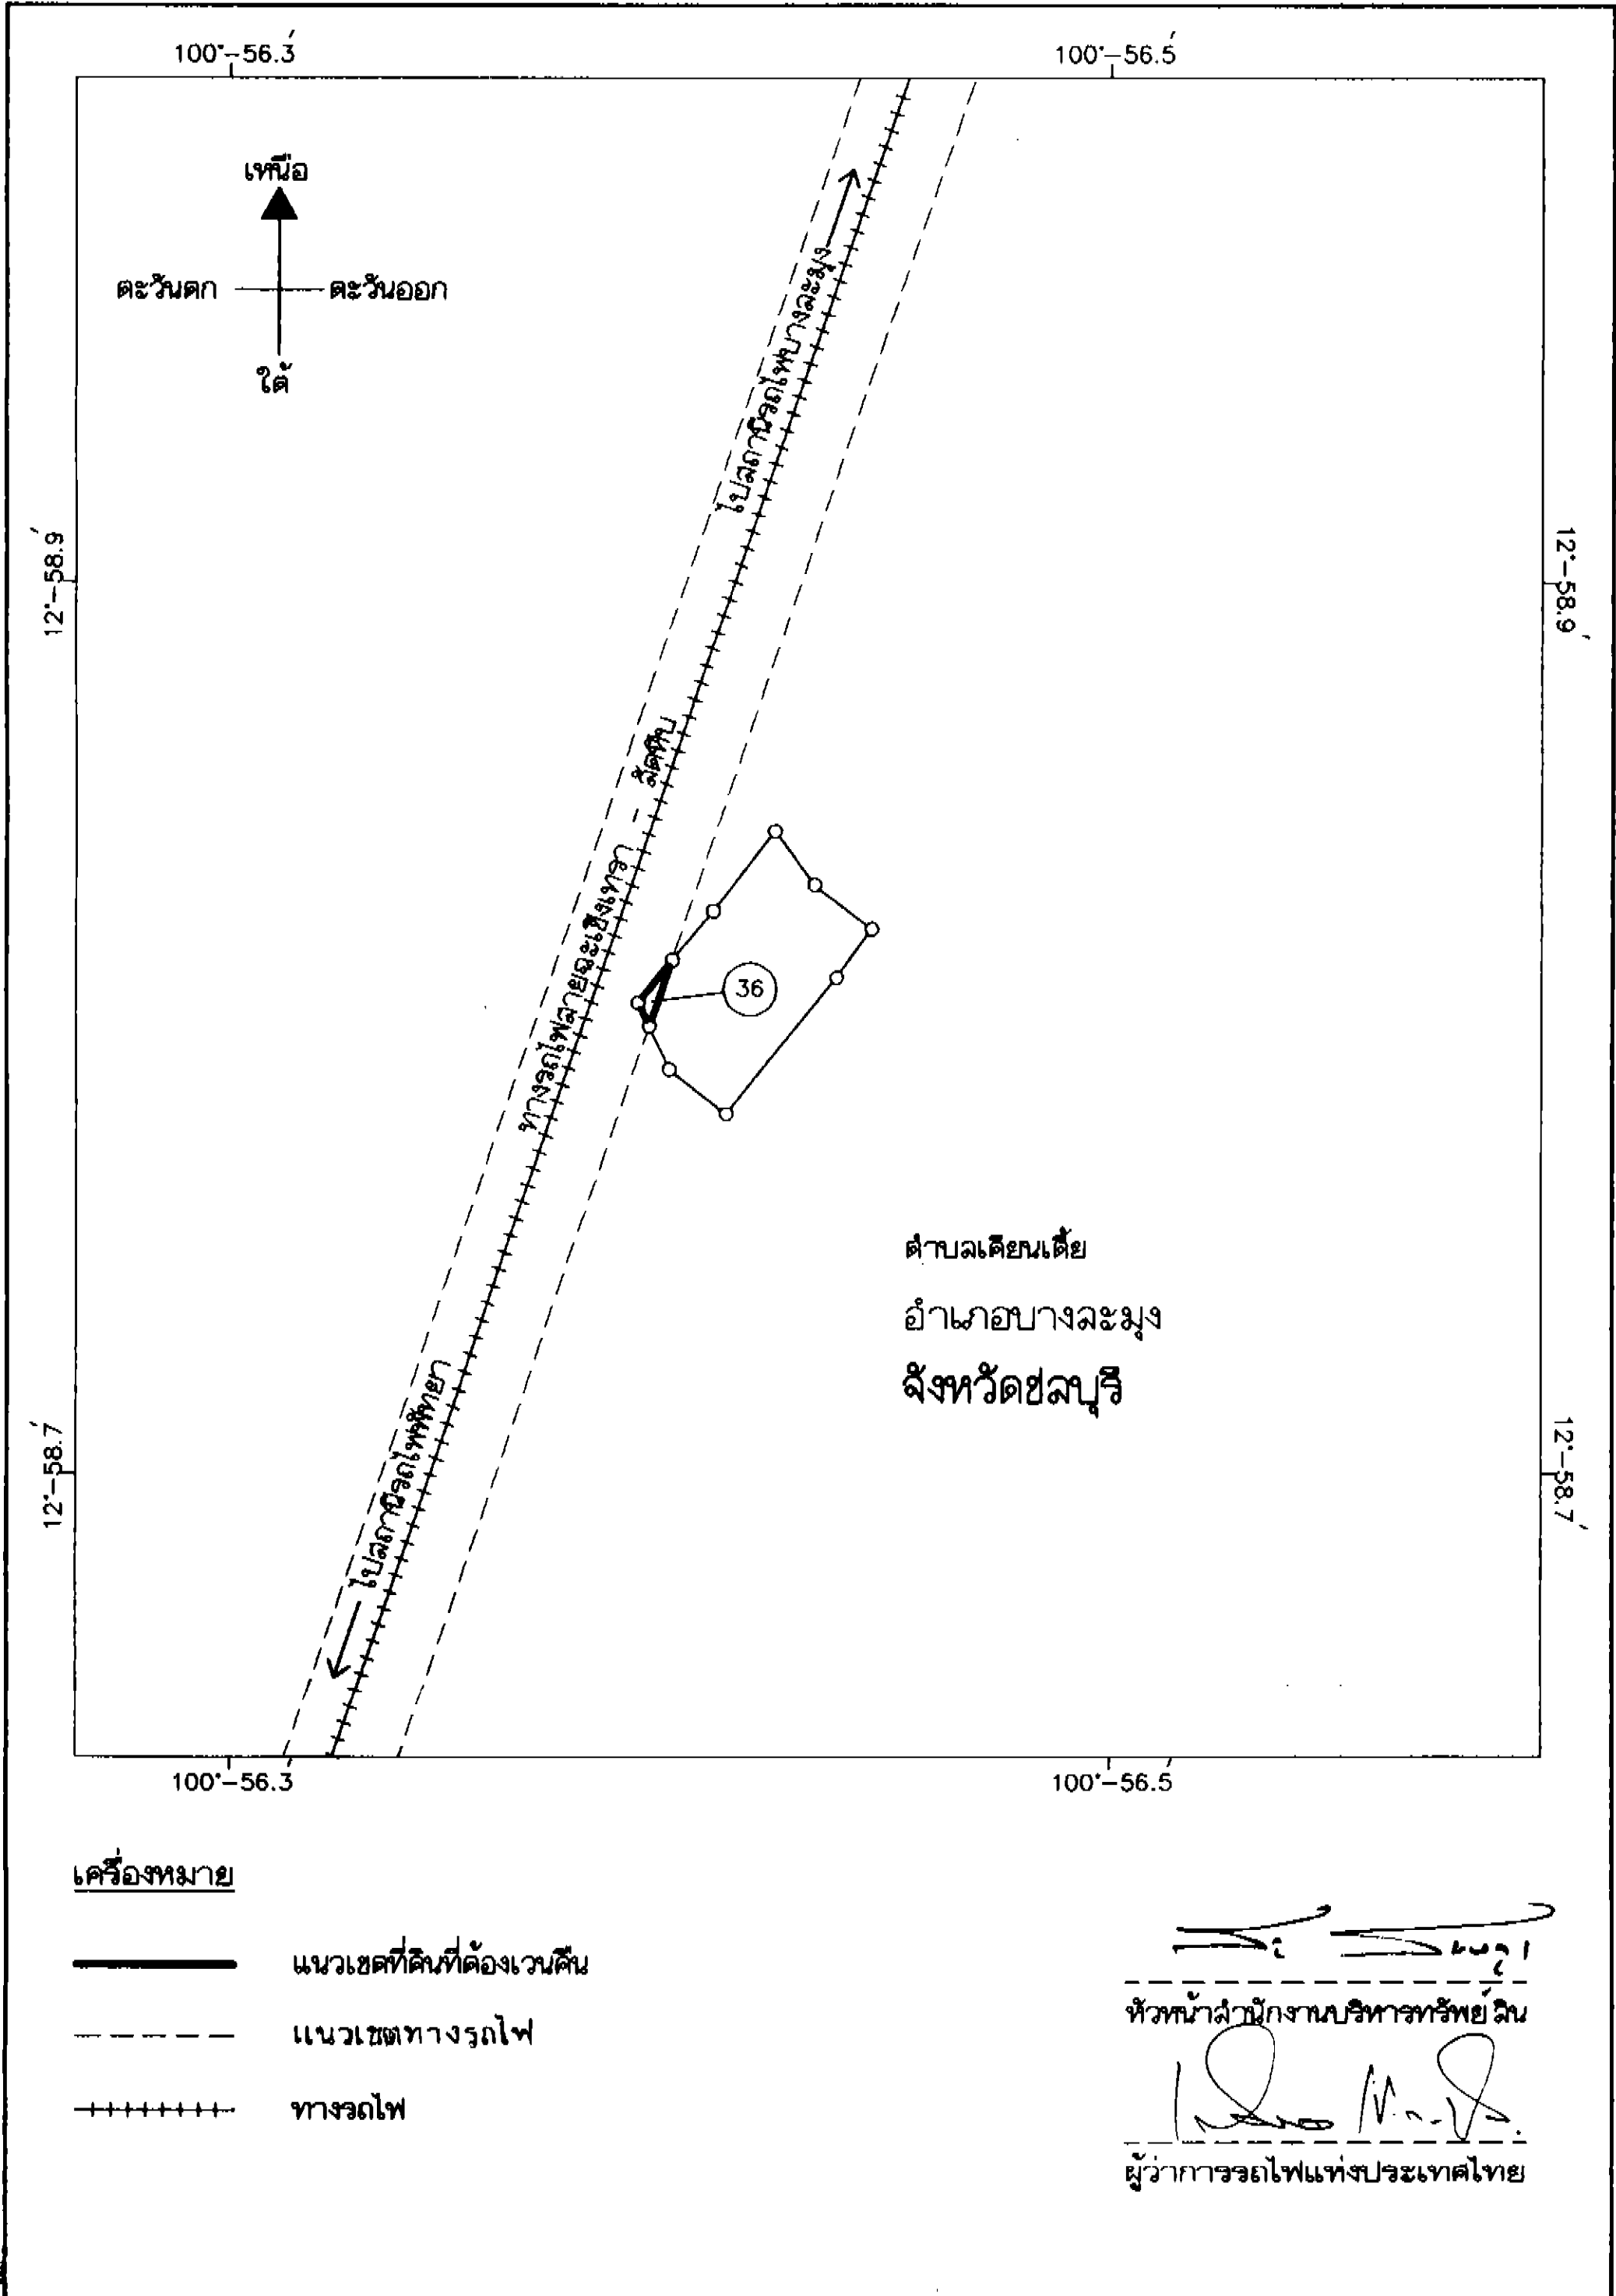 100°-56.3′
100°-56.5′
เหนือ
ตะวันตก
ตะวันออก
ใต้
ไปสถานีรถไฟบางละมุง
12°-58.9′
12°-58.9′
ทางรถไฟสายฉะเชิงเทรา - สัตหีบ
36
ตำบลตะเคียนเตี้ย
อำเภอบางละมุง
จังหวัดชลบุรี
ไปสถานีรถไฟพัทยา
12°-58.7′
12°-58.7′
100°-56.3′
100°-56.5′
เครื่องหมาย
แนวเขตที่ดินที่ต้องเวนคืน
แนวเขตทางรถไฟ
ทางรถไฟ
หัวหน้าสำนักงานบริหารทรัพย์สิน
ผู้ว่าการรถไฟแห่งประเทศไทย